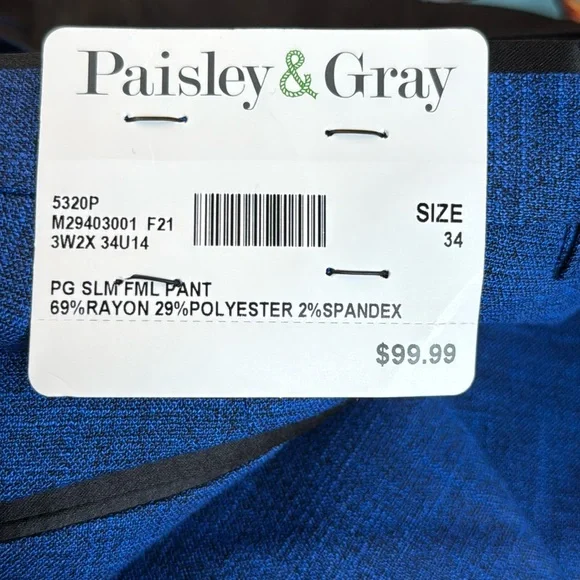 Paisley & Gray
5320P
M29403001 F21
3W2X 34U14
SIZE
34
PG SLM FML PANT
69%RAYON 29%POLYESTER 2%SPANDEX
$99.99